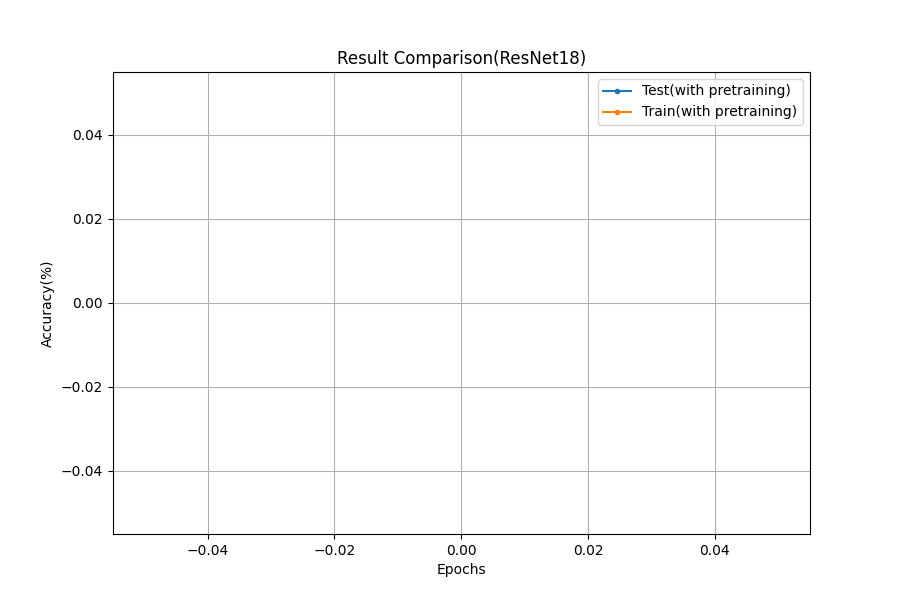 Result Comparison(ResNet18)
Test(with pretraining)
Train(with pretraining)
0.04
0.02
0.00
−0.02
−0.04
Accuracy(%)
−0.04
−0.02
0.00
0.02
0.04
Epochs